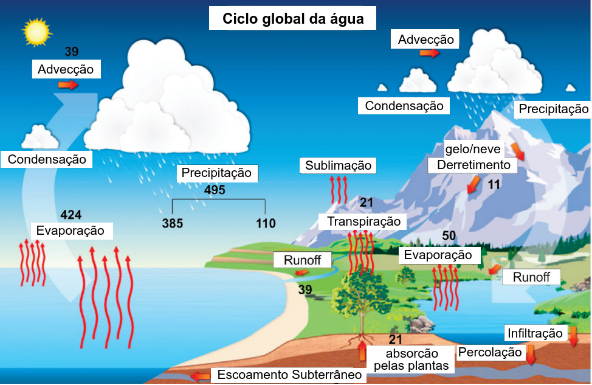 Ciclo global da água
39
Advecção
Advecção
Condensação
Precipitação
Condensação
Precipitação
495
385
110
gelo/neve
Derretimento
11
Sublimação
21
Transpiração
424
Evaporação
50
Evaporação
Runoff
39
Runoff
21
absorção
pelas plantas
Infiltração
Percolação
Escoamento Subterrâneo